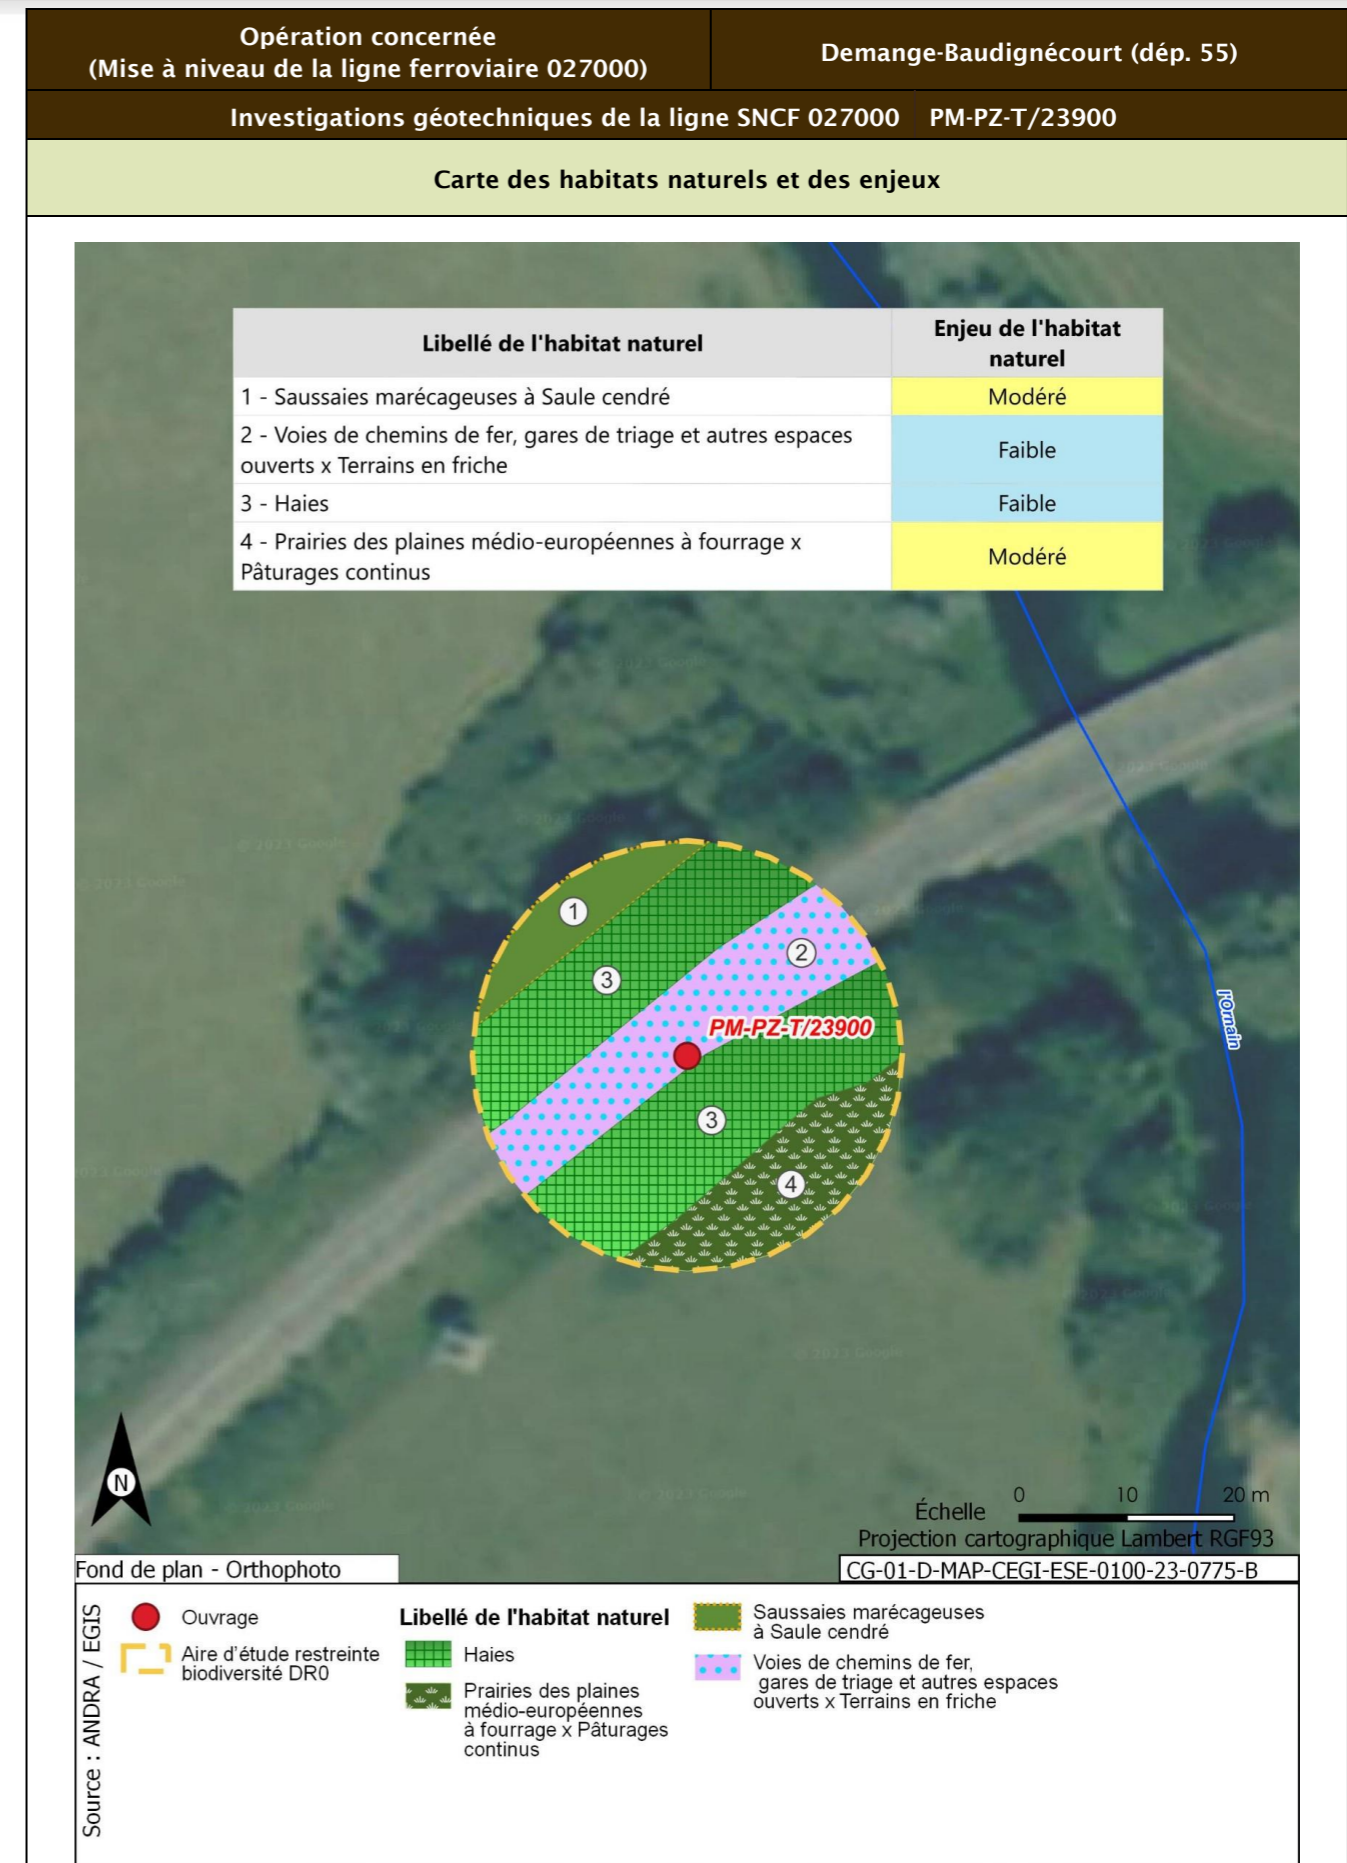 Opération concernée
(Mise à niveau de la ligne ferroviaire 027000)
Demange-Baudignécourt (dép. 55)
Investigations géotechniques de la ligne SNCF 027000 PM-PZ-T/23900
Carte des habitats naturels et des enjeux
Libellé de l'habitat naturel
Enjeu de l'habitat
naturel
1 - Saussaies marécageuses à Saule cendré
Modéré
2 - Voies de chemins de fer, gares de triage et autres espaces
ouverts x Terrains en friche
Faible
3 - Haies
Faible
4 - Prairies des plaines médio-européennes à fourrage x
Pâturages continus
Modéré
© 2023 Google
1
2
3
PM-PZ-T/23900
3
4
l'Ornain
N
0 10 20 m
Échelle
Projection cartographique Lambert RGF93
Fond de plan - Orthophoto
CG-01-D-MAP-CEGI-ESE-0100-23-0775-B
Source : ANDRA / EGIS
Ouvrage
Aire d'étude restreinte
biodiversité DR0
Libellé de l'habitat naturel
Haies
Prairies des plaines
médio-européennes
à fourrage x Pâturages
continus
Saussaies marécageuses
à Saule cendré
Voies de chemins de fer,
gares de triage et autres espaces
ouverts x Terrains en friche